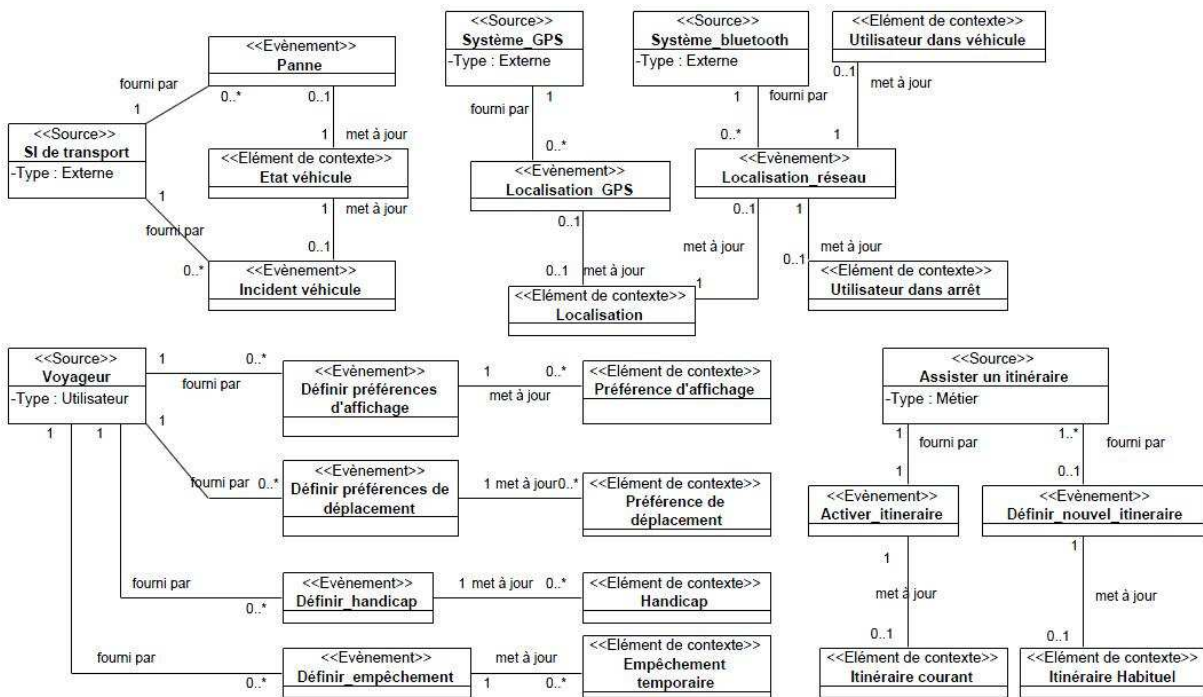 <<Evènement>>
Panne
fourni par
1
0..*
0..1
<<Source>>
SI de transport
-Type : Externe
1
met à jour
<<Elément de contexte>>
Etat véhicule
1
1
met à jour
fourni par
0..*
0..1
<<Evènement>>
Incident véhicule
<<Source>>
Système_GPS
-Type : Externe
fourni par
1
0..*
<<Evènement>>
Localisation_GPS
0..1
0..1
met à jour
<<Elément de contexte>>
Localisation
<<Source>>
Système_bluetooth
-Type : Externe
1
fourni par
0..*
<<Elément de contexte>>
Utilisateur dans véhicule
0..1
met à jour
1
<<Evènement>>
Localisation_réseau
0..1
met à jour
1
1
met à jour
0..1
<<Elément de contexte>>
Utilisateur dans arrêt
<<Source>>
Voyageur
-Type : Utilisateur
1
0..*
fourni par
<<Evènement>>
Définir préférences
d'affichage
1
0..*
met à jour
<<Elément de contexte>>
Préférence d'affichage
1
1
1
fourni par
0..*
<<Evènement>>
Définir préférences de
déplacement
1
met à jour
0..*
<<Elément de contexte>>
Préférence de
déplacement
fourni par
0..*
<<Evènement>>
Définir_handicap
1
met à jour
0..*
<<Elément de contexte>>
Handicap
fourni par
0..*
<<Evènement>>
Définir_empêchement
met à jour
1
0..*
<<Elément de contexte>>
Empêchement
temporaire
<<Source>>
Assister un itinéraire
-Type : Métier
1
fourni par
1
1..*
fourni par
0..1
<<Evènement>>
Activer_itineraire
<<Evènement>>
Définir_nouvel_itineraire
1
met à jour
0..1
1
met à jour
0..1
<<Elément de contexte>>
Itinéraire courant
<<Elément de contexte>>
Itinéraire Habituel